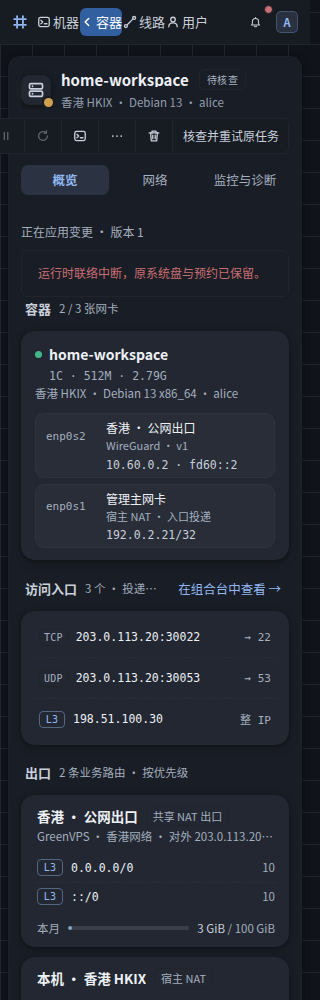 机器 容器 线路 用户 A
home-workspace 待核查
香港 HKIX · Debian 13 · alice
核查并重试原任务
概览 网络 监控与诊断
正在应用变更 · 版本 1
运行时联络中断，原系统盘与预约已保留。
容器 2 / 3 张网卡
home-workspace
1C · 512M · 2.79G
香港 HKIX · Debian 13 x86_64 · alice
enp0s2 香港 · 公网出口
WireGuard · v1
10.60.0.2 · fd60::2
enp0s1 管理主网卡
宿主 NAT · 入口投递
192.0.2.21/32
访问入口 3 个 · 投递… 在组合台中查看 →
TCP 203.0.113.20:30022 → 22
UDP 203.0.113.20:30053 → 53
L3 198.51.100.30 整 IP
出口 2 条业务路由 · 按优先级
香港 · 公网出口 共享 NAT 出口
GreenVPS · 香港网络 · 对外 203.0.113.20…
L3 0.0.0.0/0 10
L3 ::/0 10
本月 3 GiB / 100 GiB
本机 · 香港 HKIX 宿主 NAT